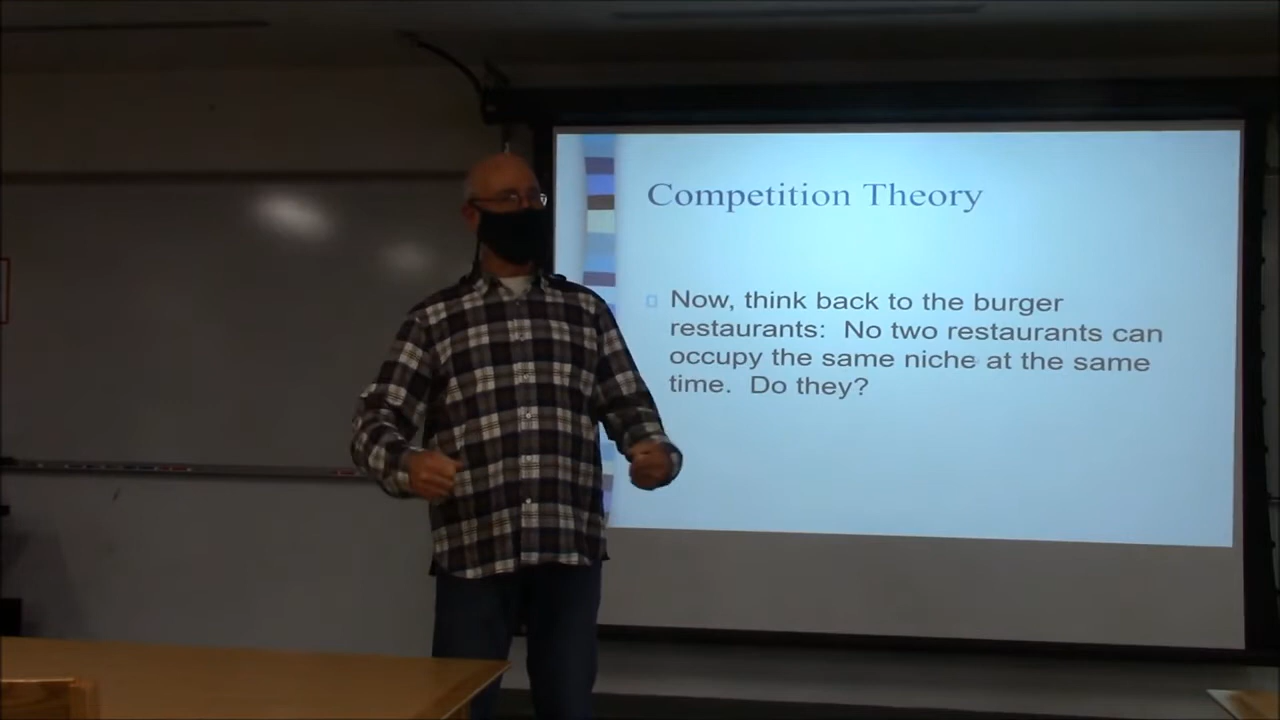 Competition Theory
Now, think back to the burger
restaurants: No two restaurants can
occupy the same niche at the same
time. Do they?